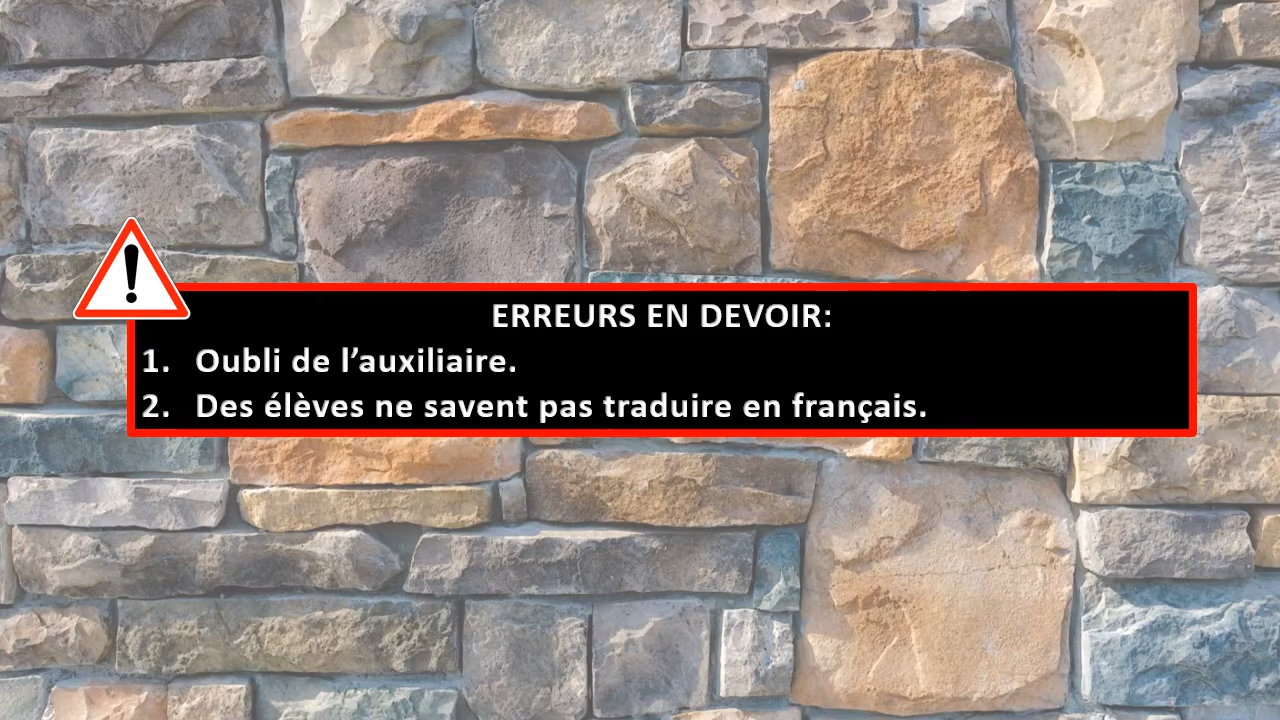 ERREURS EN DEVOIR:
1. Oubli de l’auxiliaire.
2. Des élèves ne savent pas traduire en français.